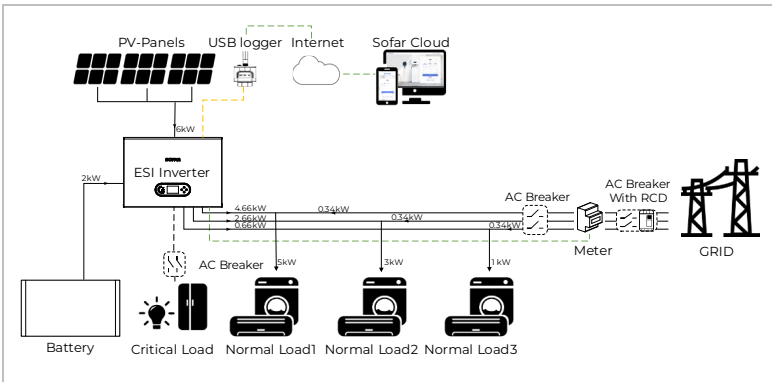 PV-Panels
USB logger
Internet
Sofar Cloud
6kW
ESI Inverter
2kW
4.66kW
2.66kW
0.66kW
0.34kW
0.34kW
0.34kW
AC Breaker
AC Breaker
With RCD
Meter
GRID
AC Breaker
5kW
3kW
1 kW
Battery
Critical Load
Normal Load1
Normal Load2
Normal Load3